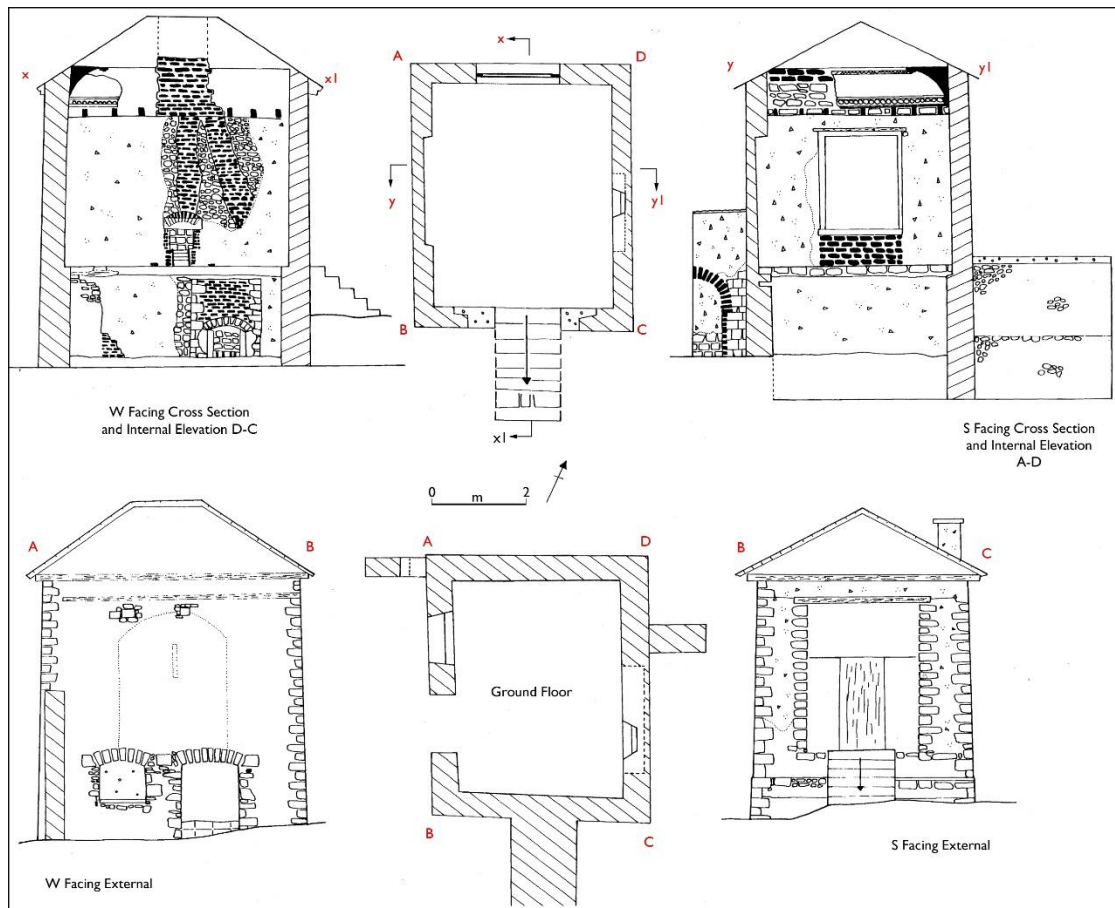 x
x1
W Facing Cross Section
and Internal Elevation D-C
A
x
D
y
y1
B
C
x1
y
y1
S Facing Cross Section
and Internal Elevation
A-D
0 m 2
A
B
W Facing External
A
D
Ground Floor
B
C
B
C
S Facing External